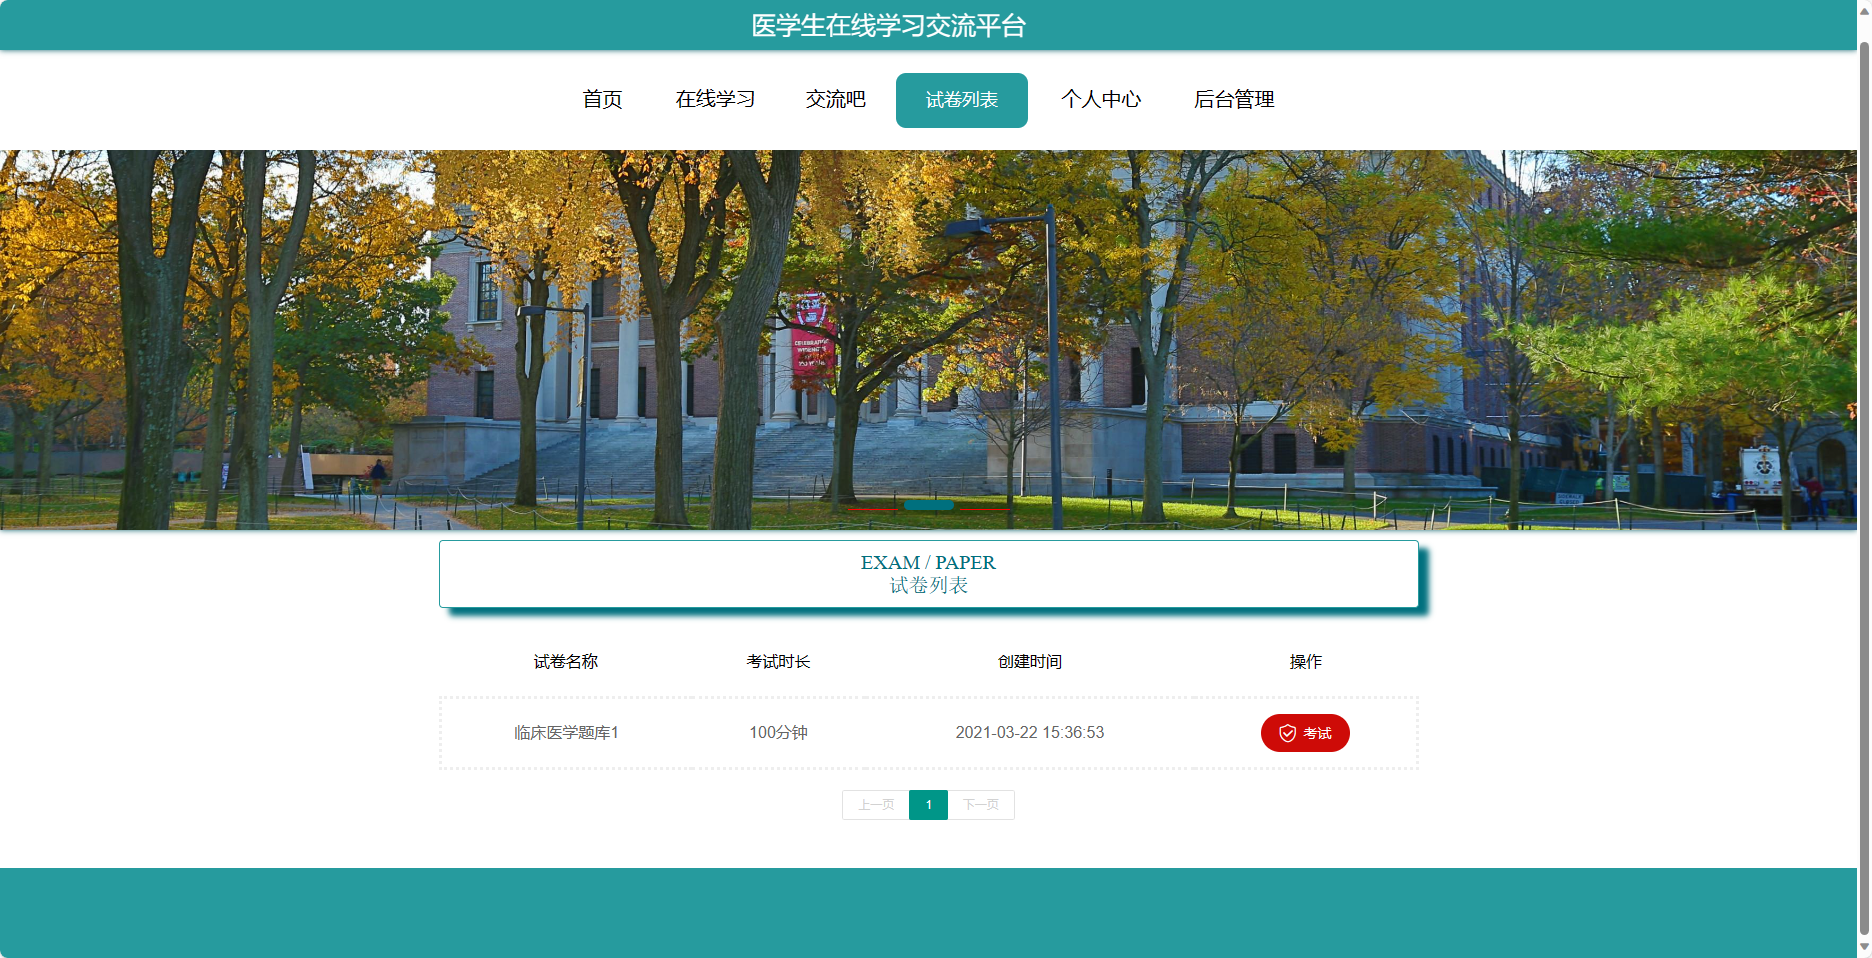 医学生在线学习交流平台
首页 在线学习 交流吧 试卷列表 个人中心 后台管理
EXAM / PAPER
试卷列表
试卷名称 考试时长 创建时间 操作
临床医学题库1 100分钟 2021-03-22 15:36:53 考试
上一页 1 下一页